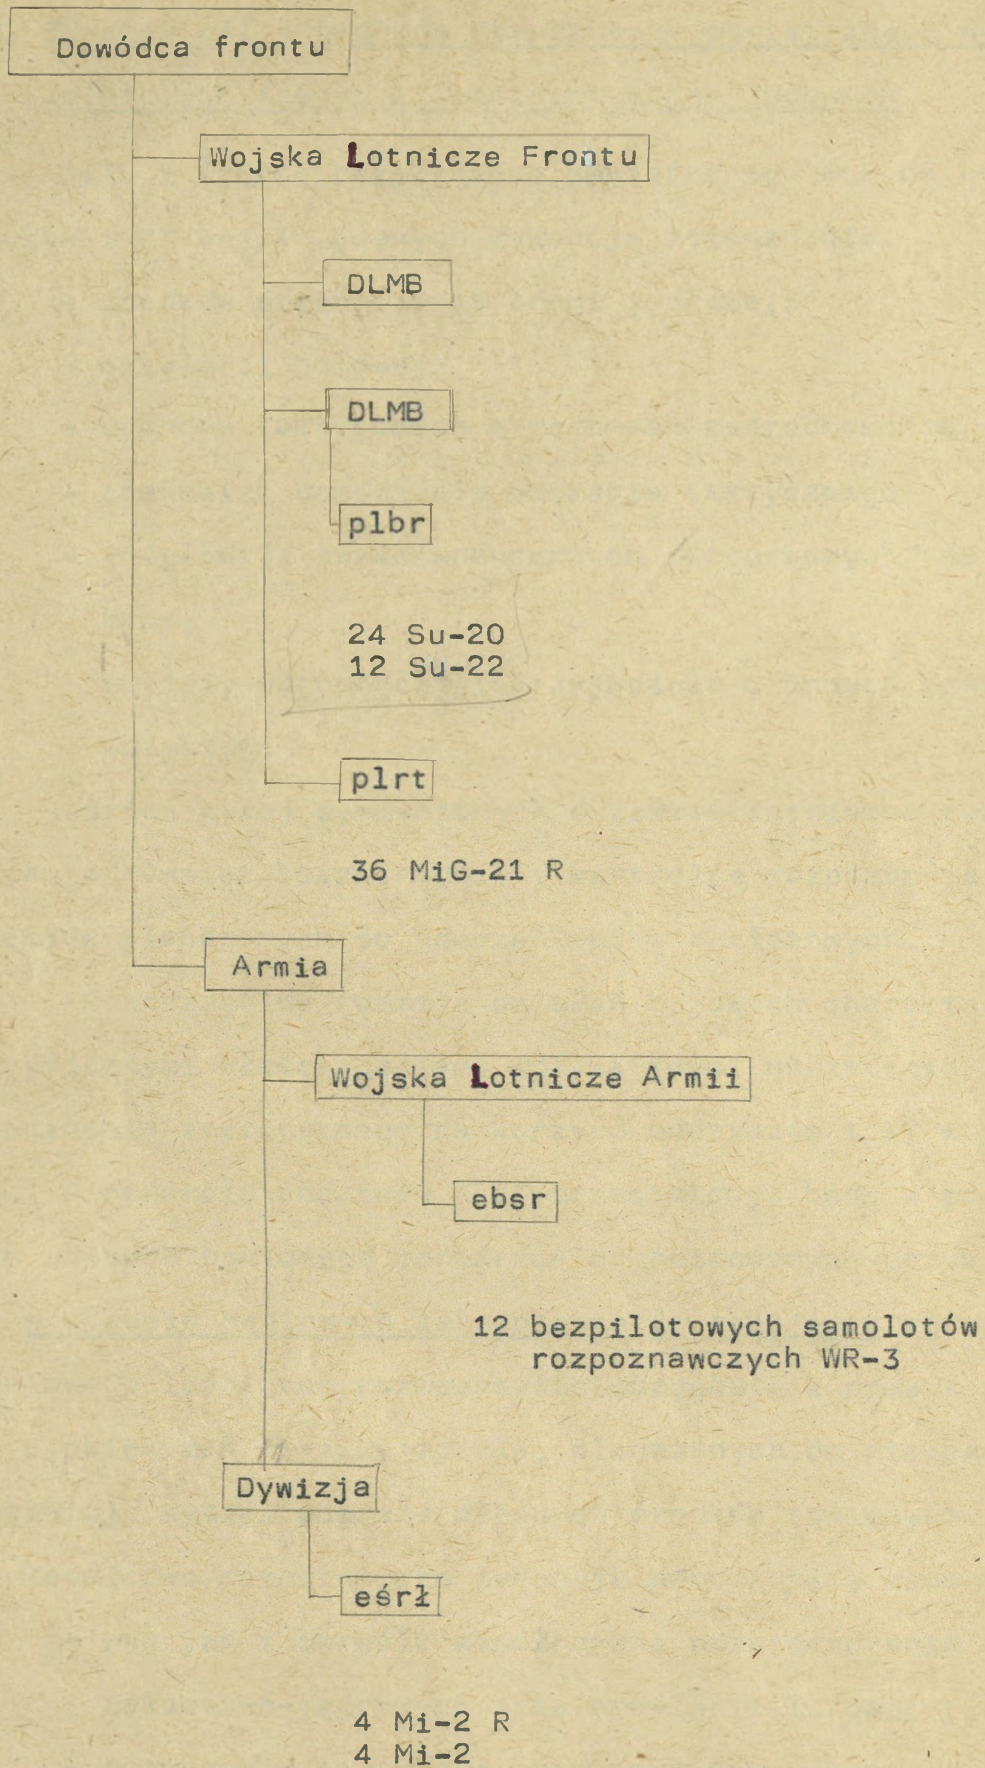 Dowódca frontu
Wojska Lotnicze Frontu
DLMB
DLMB
plbr
24 Su-20
12 Su-22
plrt
36 MiG-21 R
Armia
Wojska Lotnicze Armii
ebsr
12 bezpilotowych samolotów
rozpoznawczych WR-3
Dywizja
eśrł
4 Mi-2 R
4 Mi-2